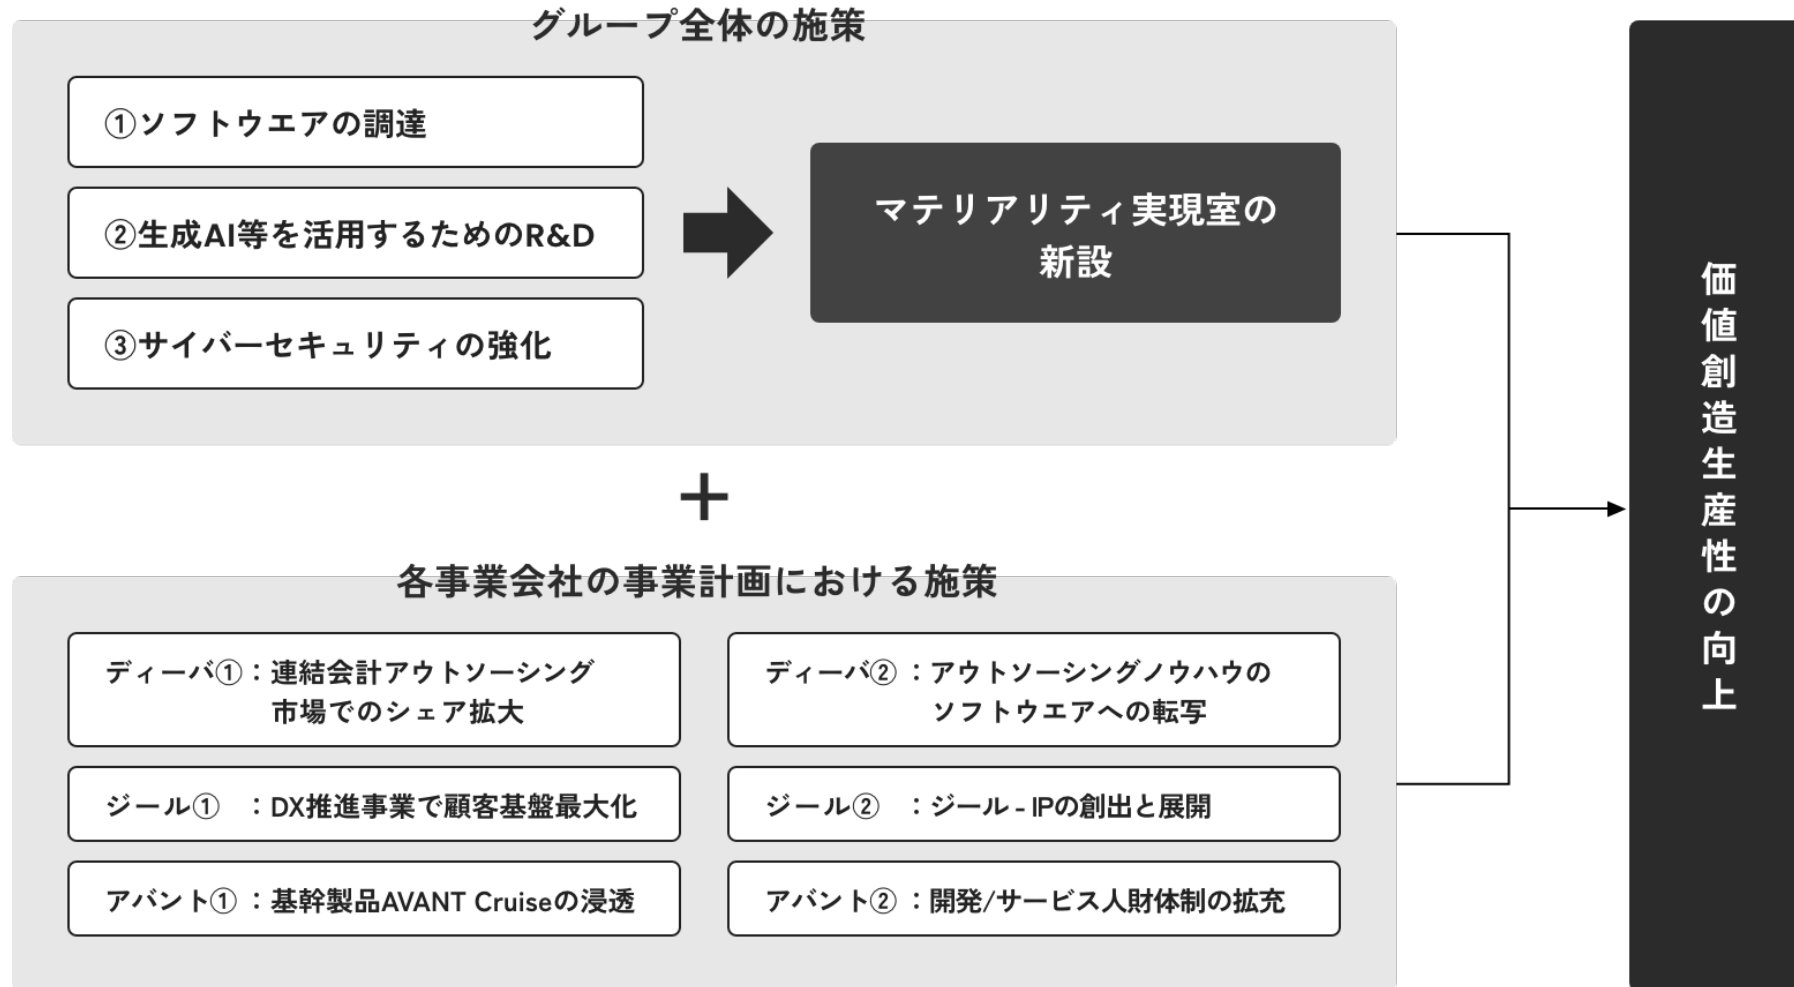 グループ全体の施策
①ソフトウエアの調達
②生成AI等を活用するためのR&D
③サイバーセキュリティの強化
マテリアリティ実現室の
新設
+
各事業会社の事業計画における施策
ディーバ①：連結会計アウトソーシング
市場でのシェア拡大
ディーバ②：アウトソーシングノウハウの
ソフトウエアへの転写
ジール①　：DX推進事業で顧客基盤最大化
ジール②　：ジール - IPの創出と展開
アバント①：基幹製品AVANT Cruiseの浸透
アバント②：開発/サービス人財体制の拡充
価値創造生産性の向上